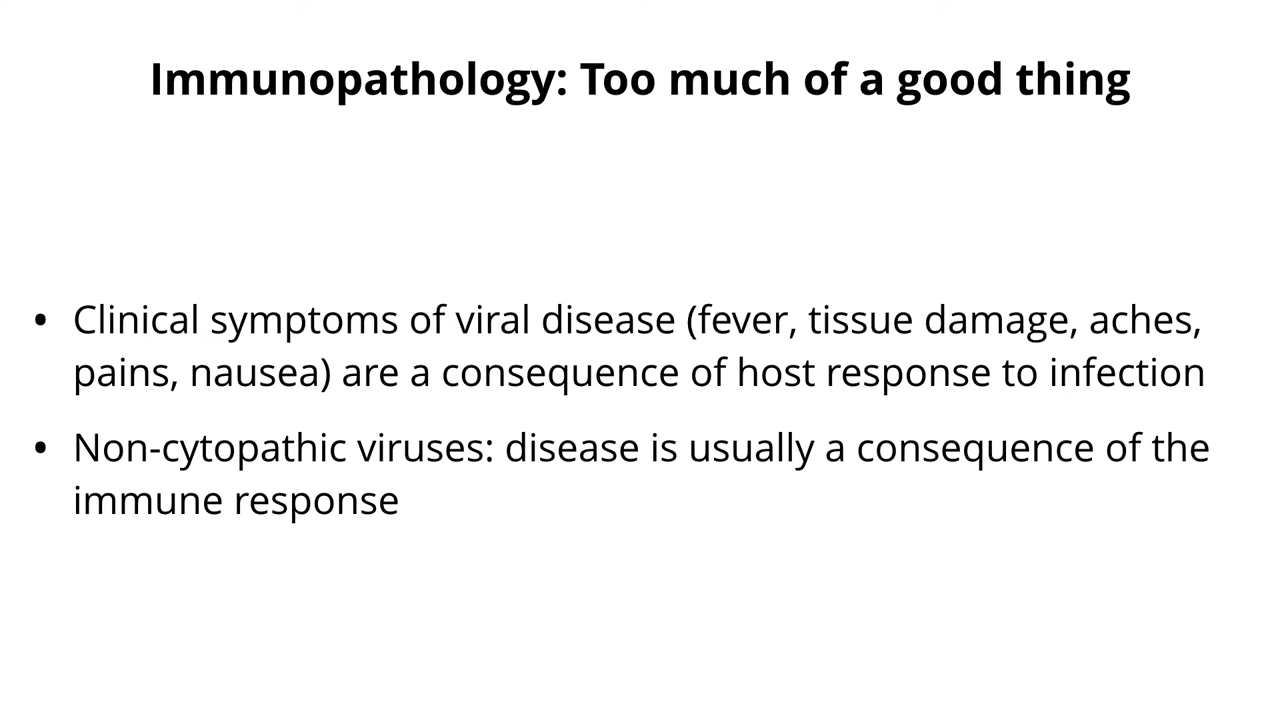 Immunopathology: Too much of a good thing
• Clinical symptoms of viral disease (fever, tissue damage, aches,
pains, nausea) are a consequence of host response to infection
• Non-cytopathic viruses: disease is usually a consequence of the
immune response